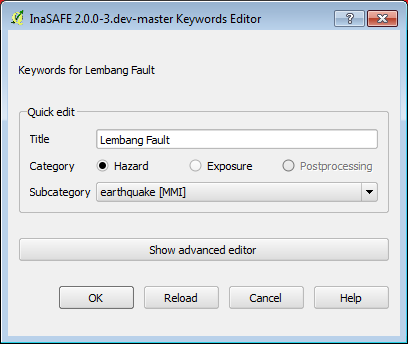 InaSAFE 2.0.0-3.dev-master Keywords Editor
Keywords for Lembang Fault
Quick edit
Title Lembang Fault
Category Hazard Exposure Postprocessing
Subcategory earthquake [MMI]
Show advanced editor
OK Reload Cancel Help